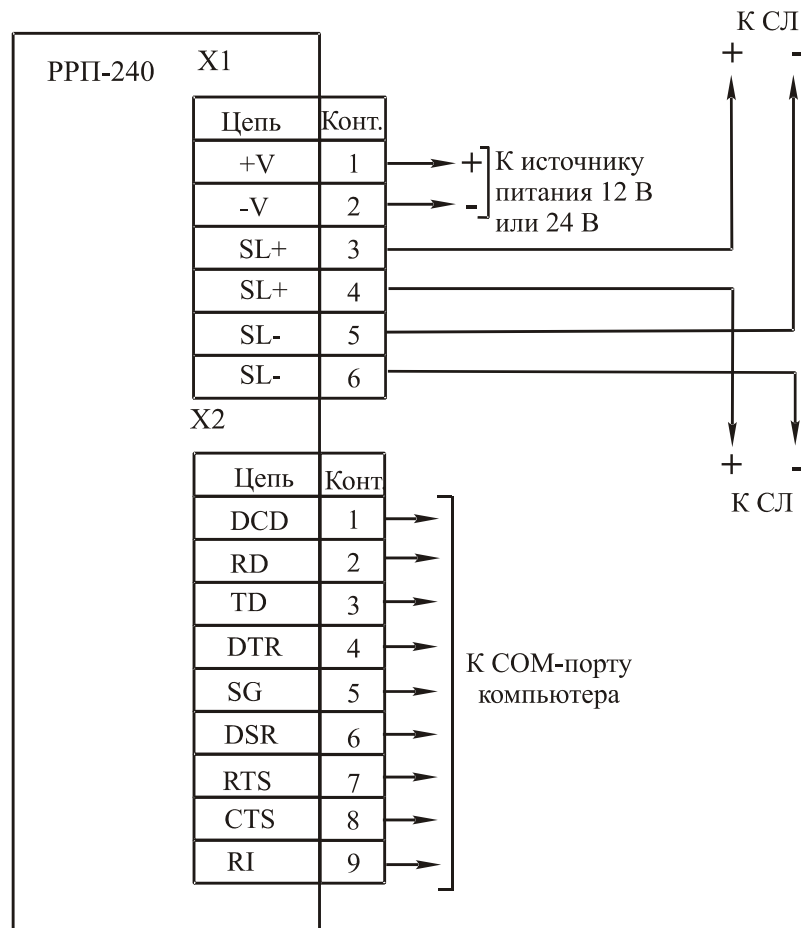 К СЛ
+ -
РРП-240 X1
Цепь Конт.
+V 1
-V 2
SL+ 3
SL+ 4
SL- 5
SL- 6
+ К источнику
- питания 12 В
или 24 В
+ -
К СЛ
X2
Цепь Конт.
DCD 1
RD 2
TD 3
DTR 4
SG 5
DSR 6
RTS 7
CTS 8
RI 9
К COM-порту
компьютера